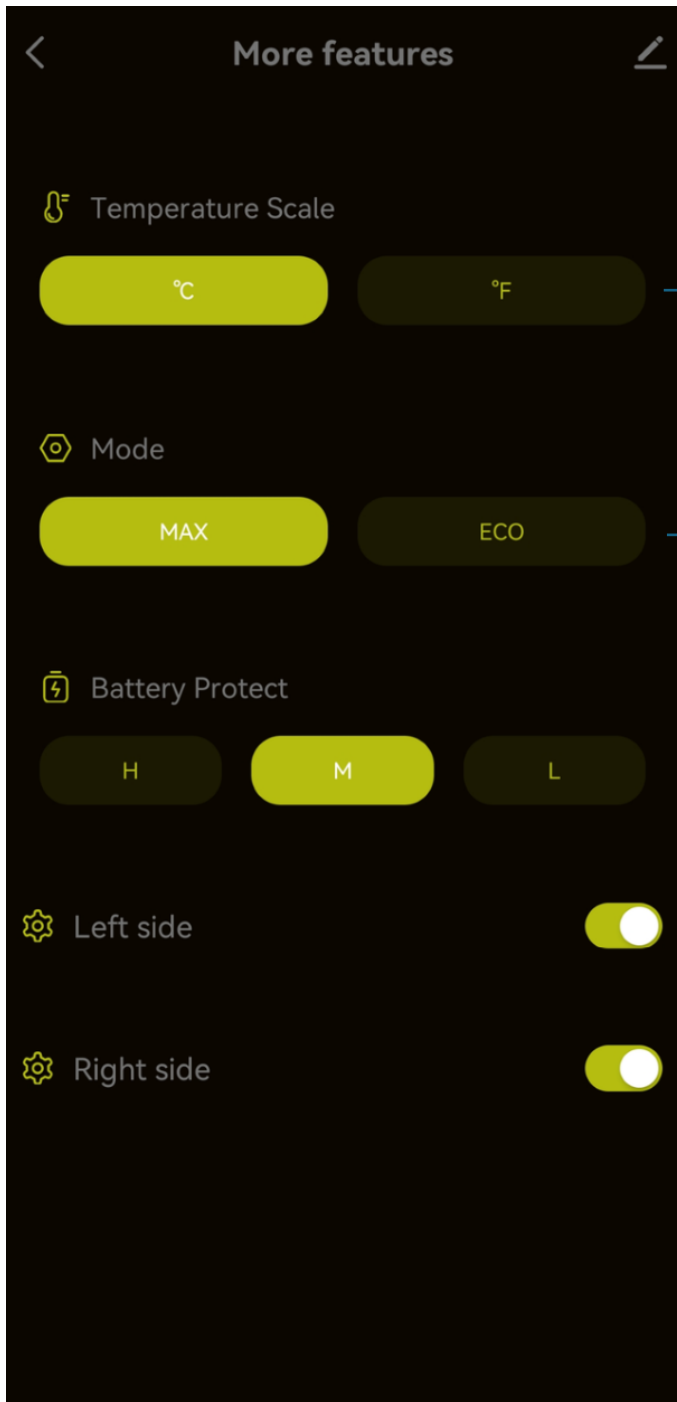 More features
Temperature Scale
℃ ℉
Mode
MAX ECO
Battery Protect
H M L
Left side
Right side